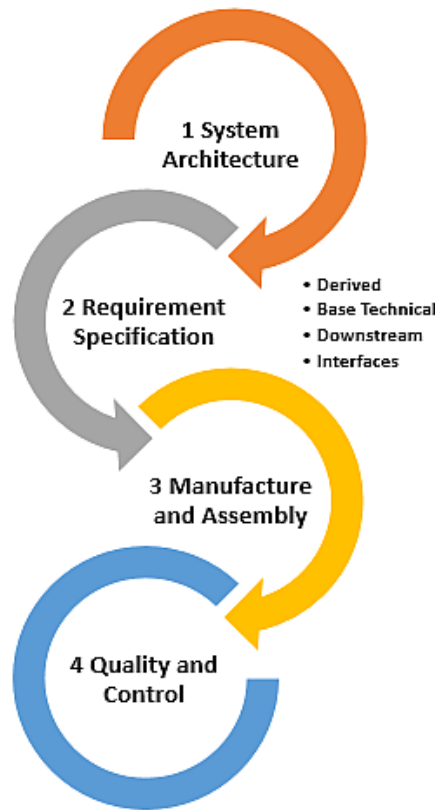 1 System
Architecture
2 Requirement
Specification
• Derived
• Base Technical
• Downstream
• Interfaces
3 Manufacture
and Assembly
4 Quality and
Control